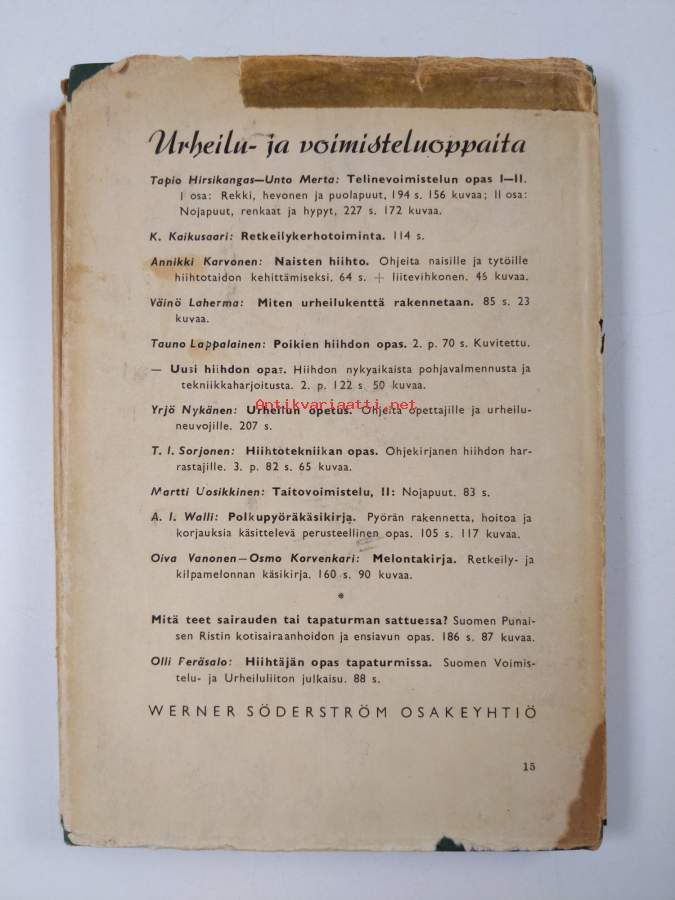 Urheilu- ja voimisteluoppaita
Tapio Hirsikangas—Unto Merta: Telinevoimistelun opas I—II.
I osa: Rekki, hevonen ja puolapuut, 194 s. 156 kuvaa; II osa:
Nojapuut, renkaat ja hypyt, 227 s. 172 kuvaa.
K. Kaikusaari: Retkeilykerhotoiminta. 114 s.
Annikki Karvonen: Naisten hiihto. Ohjeita naisille ja tytöille
hiihtotaidon kehittämiseksi. 64 s. + liitevihkonen. 45 kuvaa.
Väinö Laherma: Miten urheilukenttä rakennetaan. 85 s. 23
kuvaa.
Tauno Lappalainen: Poikien hiihdon opas. 2. p. 70 s. Kuvitettu.
— Uusi hiihdon opas. Hiihdon nykyaikaista pohjavalmennusta ja
tekniikkaharjoitusta. 2. p. 122 s. 50 kuvaa.
Antikvariaatti.net
Yrjö Nykänen: Urheilun opetus. Ohjeita opettajille ja urheilu-
neuvojille. 207 s.
T. I. Sorjonen: Hiihtotekniikan opas. Ohjekirjanen hiihdon har-
rastajille. 3. p. 82 s. 65 kuvaa.
Martti Uosikkinen: Taitovoimistelu, II: Nojapuut. 83 s.
A. I. Walli: Polkupyöräkäsikirja. Pyörän rakennetta, hoitoa ja
korjauksia käsittelevä perusteellinen opas. 105 s. 117 kuvaa.
Oiva Vanonen—Osmo Korvenkari: Melontakirja. Retkeily- ja
kilpamelonnan käsikirja. 160 s. 90 kuvaa.
*
Mitä teet sairauden tai tapaturman sattuessa? Suomen Punai-
sen Ristin kotisairaanhoidon ja ensiavun opas. 186 s. 87 kuvaa.
Olli Peräsalo: Hiihtäjän opas tapaturmissa. Suomen Voimis-
telu- ja Urheiluliiton julkaisu. 88 s.
WERNER SÖDERSTRÖM OSAKEYHTIÖ
15